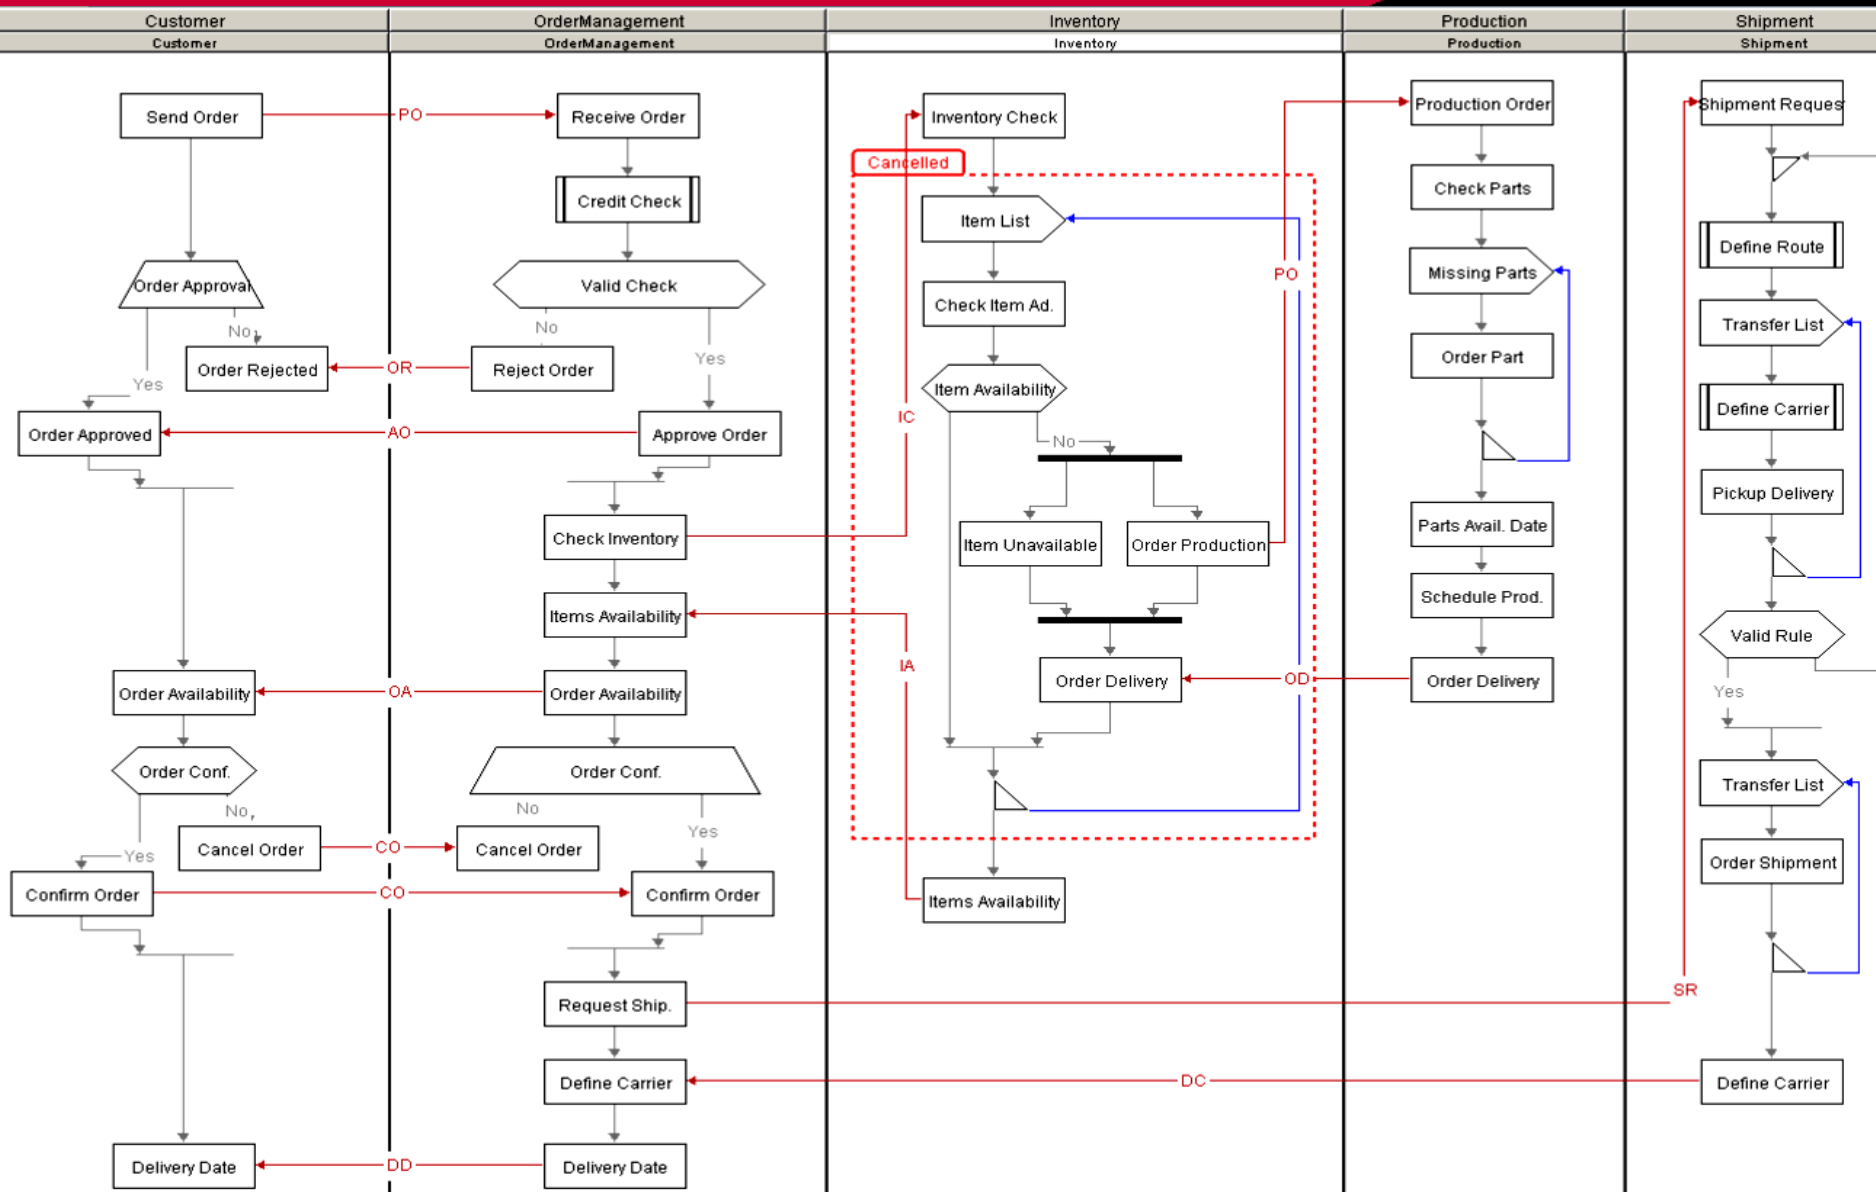 Customer
OrderManagement
Inventory
Production
Shipment
Customer
OrderManagement
Inventory
Production
Shipment
Send Order
PO
Receive Order
Credit Check
Order Approval
Valid Check
No
Yes
Order Rejected
OR
Reject Order
No
Yes
Order Approved
AO
Approve Order
Check Inventory
IC
Items Availability
IA
Order Availability
OA
Order Availability
Order Conf.
Order Conf.
No
Yes
Cancel Order
CO
Cancel Order
No
Yes
Confirm Order
CO
Confirm Order
Request Ship.
SR
Define Carrier
DC
Delivery Date
DD
Delivery Date
Inventory Check
Cancelled
Item List
Check Item Ad.
Item Availability
No
Item Unavailable
Order Production
PO
Order Delivery
OD
Items Availability
Production Order
Check Parts
Missing Parts
Order Part
Parts Avail. Date
Schedule Prod.
Order Delivery
Shipment Reques
Define Route
Transfer List
Define Carrier
Pickup Delivery
Valid Rule
Yes
Transfer List
Order Shipment
Define Carrier